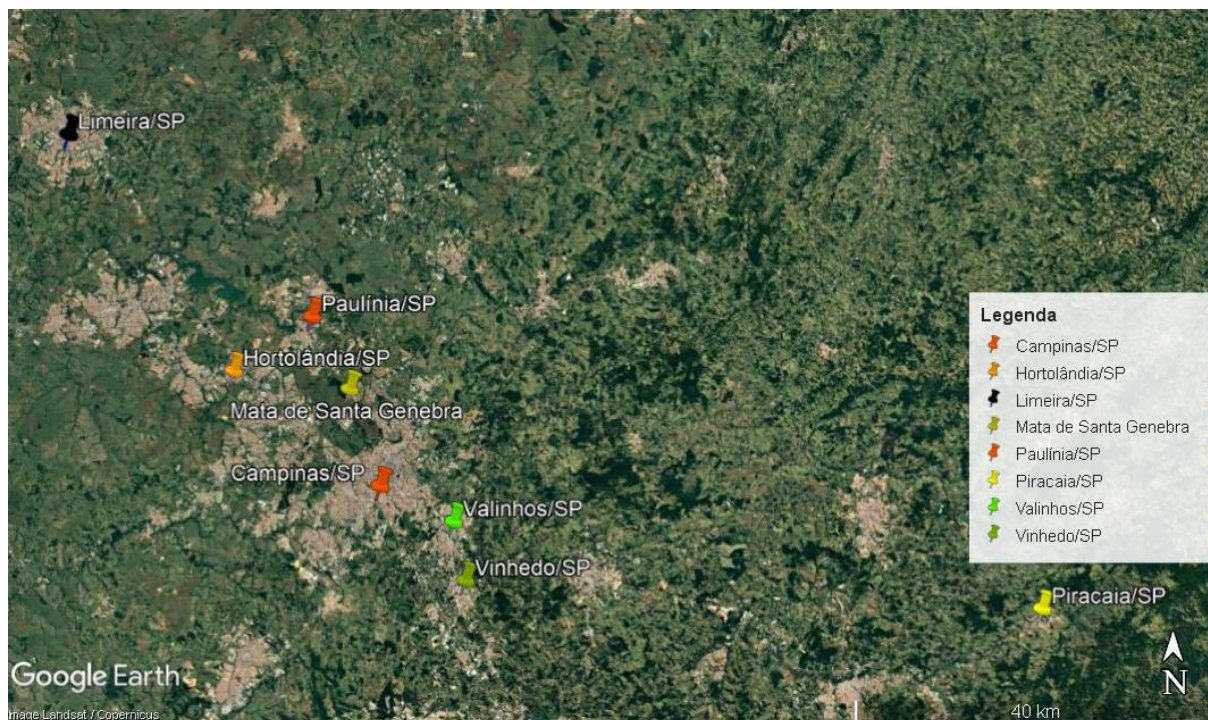 Limeira/SP
Paulínia/SP
Hortolândia/SP
Mata de Santa Genebra
Campinas/SP
Valinhos/SP
Vinhedo/SP
Piracaia/SP
Legenda
Campinas/SP
Hortolândia/SP
Limeira/SP
Mata de Santa Genebra
Paulínia/SP
Piracaia/SP
Valinhos/SP
Vinhedo/SP
N
40 km
Google Earth
Image Landsat / Copernicus